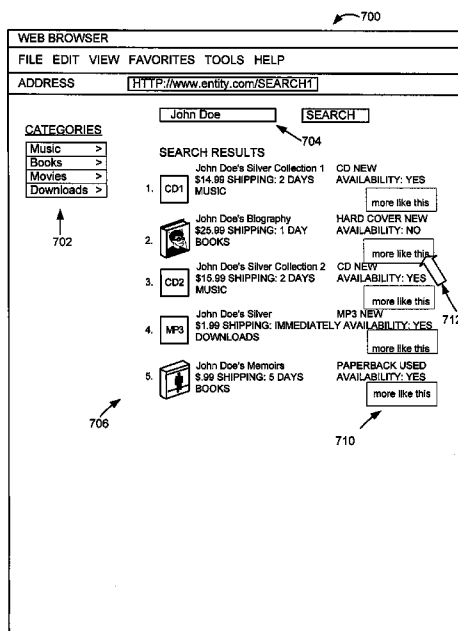 700
WEB BROWSER
FILE EDIT VIEW FAVORITES TOOLS HELP
ADDRESS HTTP://www.entity.com/SEARCH1
John Doe SEARCH
704
CATEGORIES
Music >
Books >
Movies >
Downloads >
702
SEARCH RESULTS
1. CD1 John Doe's Silver Collection 1 CD NEW
$14.99 SHIPPING: 2 DAYS AVAILABILITY: YES
MUSIC
more like this
2. John Doe's Biography HARD COVER NEW
$25.99 SHIPPING: 1 DAY AVAILABILITY: NO
BOOKS
more like this
712
3. CD2 John Doe's Silver Collection 2 CD NEW
$15.99 SHIPPING: 2 DAYS AVAILABILITY: YES
MUSIC
more like this
4. MP3 John Doe's Silver MP3 NEW
$1.99 SHIPPING: IMMEDIATELY AVAILABILITY: YES
DOWNLOADS
more like this
5. John Doe's Memoirs PAPERBACK USED
$.99 SHIPPING: 5 DAYS AVAILABILITY: YES
BOOKS
more like this
706
710